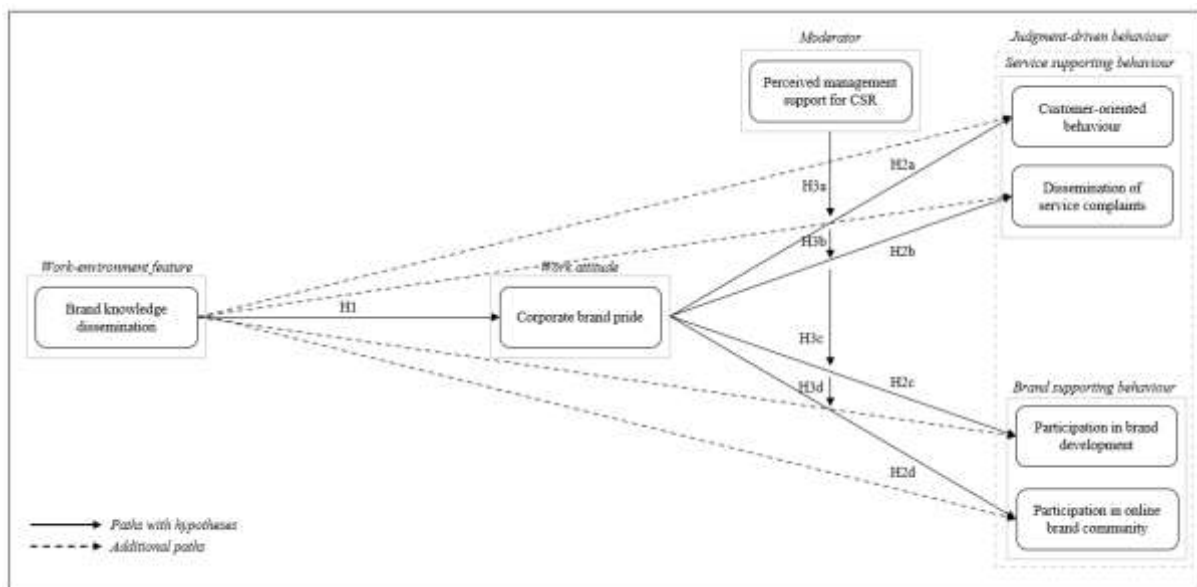 Moderator
Perceived management
support for CSR
Judgment-driven behaviour
Service supporting behaviour
Customer-oriented
behaviour
H2a
H3a
Dissemination of
service complaints
H3b
H2b
Work-environment feature
Brand knowledge
dissemination
H1
Work attitude
Corporate brand pride
H3c
H2c
H3d
Brand supporting behaviour
Participation in brand
development
H2d
Participation in online
brand community
Paths with hypotheses
Additional paths